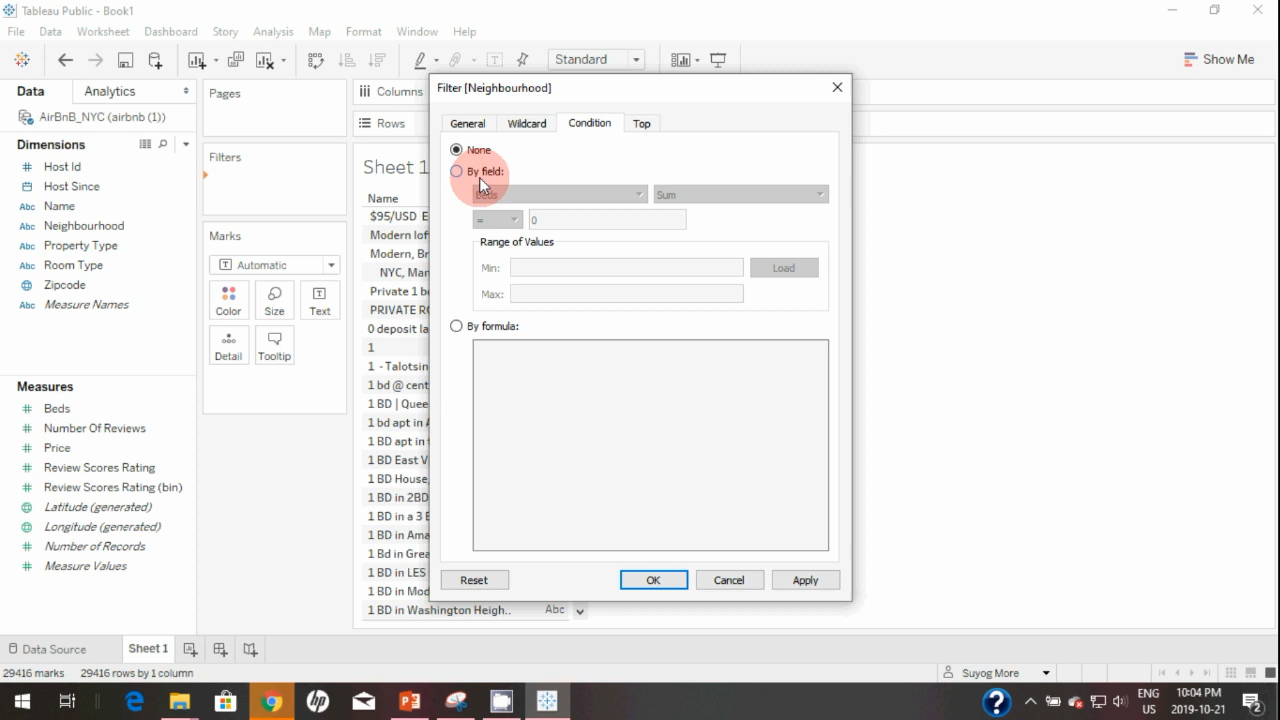 Tableau Public - Book1
File Data Worksheet Dashboard Story Analysis Map Format Window Help
Standard
Show Me
Data
Analytics
AirBnB_NYC (airbnb (1))
Dimensions
# Host Id
Host Since
Abc Name
Abc Neighbourhood
Abc Property Type
Abc Room Type
Zipcode
Abc Measure Names
Measures
# Beds
# Number Of Reviews
# Price
# Review Scores Rating
# Review Scores Rating (bin)
Latitude (generated)
Longitude (generated)
# Number of Records
# Measure Values
Pages
Filters
Marks
T Automatic
Color
Size
Text
Detail
Tooltip
Columns
Rows
Sheet 1
Name
$95/USD E
Modern lof
Modern, Br
NYC, Man
Private 1 be
PRIVATE RO
0 deposit la
1
1 - Talotsin
1 bd @ cent
1 BD | Quee
1 bd apt in A
1 BD apt in t
1 BD East V
1 BD House,
1 BD in 2BD
1 BD in a 3 B
1 BD in Ama
1 Bd in Grea
1 BD in LES
1 BD in Mod
1 BD in Washington Heigh.. Abc
Filter [Neighbourhood]
General
Wildcard
Condition
Top
None
By field:
Beds
Sum
=
0
Range of Values
Min:
Load
Max:
By formula:
Reset
OK
Cancel
Apply
Data Source
Sheet 1
29416 marks 29416 rows by 1 column
Suyog More
ENG
US
10:04 PM
2019-10-21
2